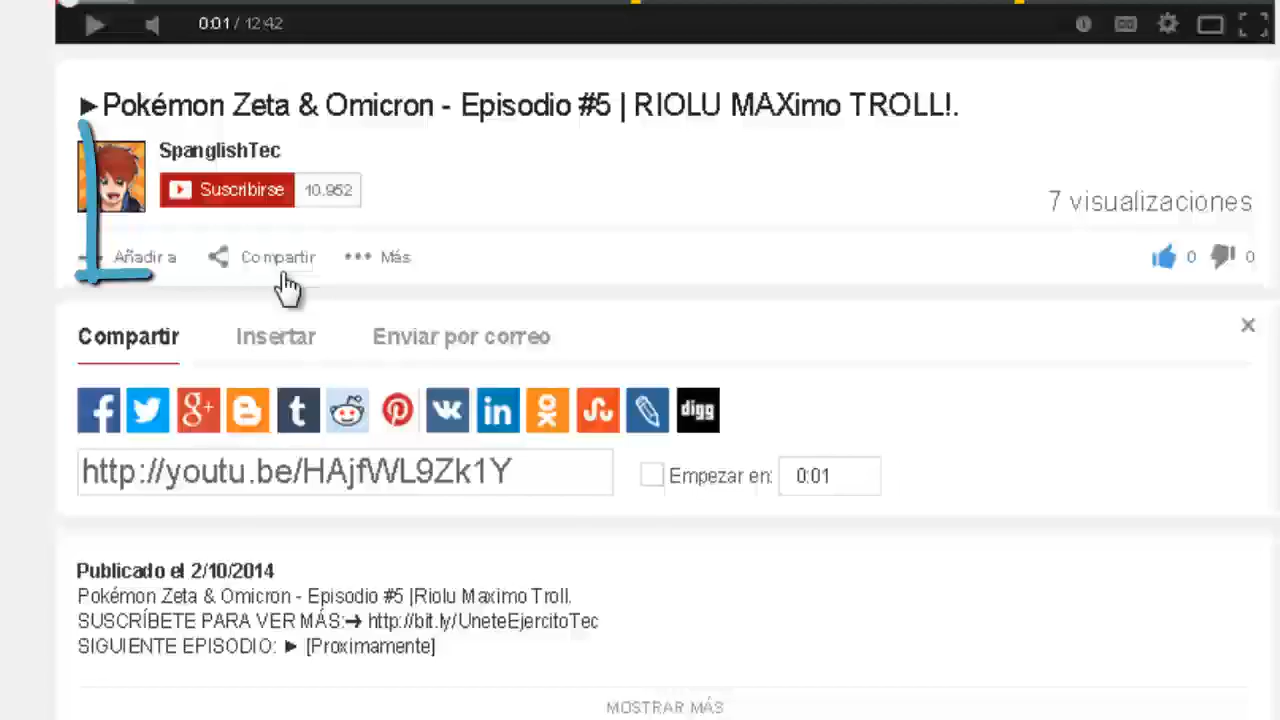 0:01 / 12:42
CC
►Pokémon Zeta & Omicron - Episodio #5 | RIOLU MAXimo TROLL!.
SpanglishTec
Suscribirse 10.952
7 visualizaciones
Añadir a Compartir ••• Más 0 0
Compartir Insertar Enviar por correo
f g+ B t VK in digg
http://youtu.be/HAjfWL9Zk1Y Empezar en: 0:01
Publicado el 2/10/2014
Pokémon Zeta & Omicron - Episodio #5 |Riolu Maximo Troll.
SUSCRÍBETE PARA VER MÁS:➜ http://bit.ly/UneteEjercitoTec
SIGUIENTE EPISODIO: ► [Proximamente]
MOSTRAR MÁS